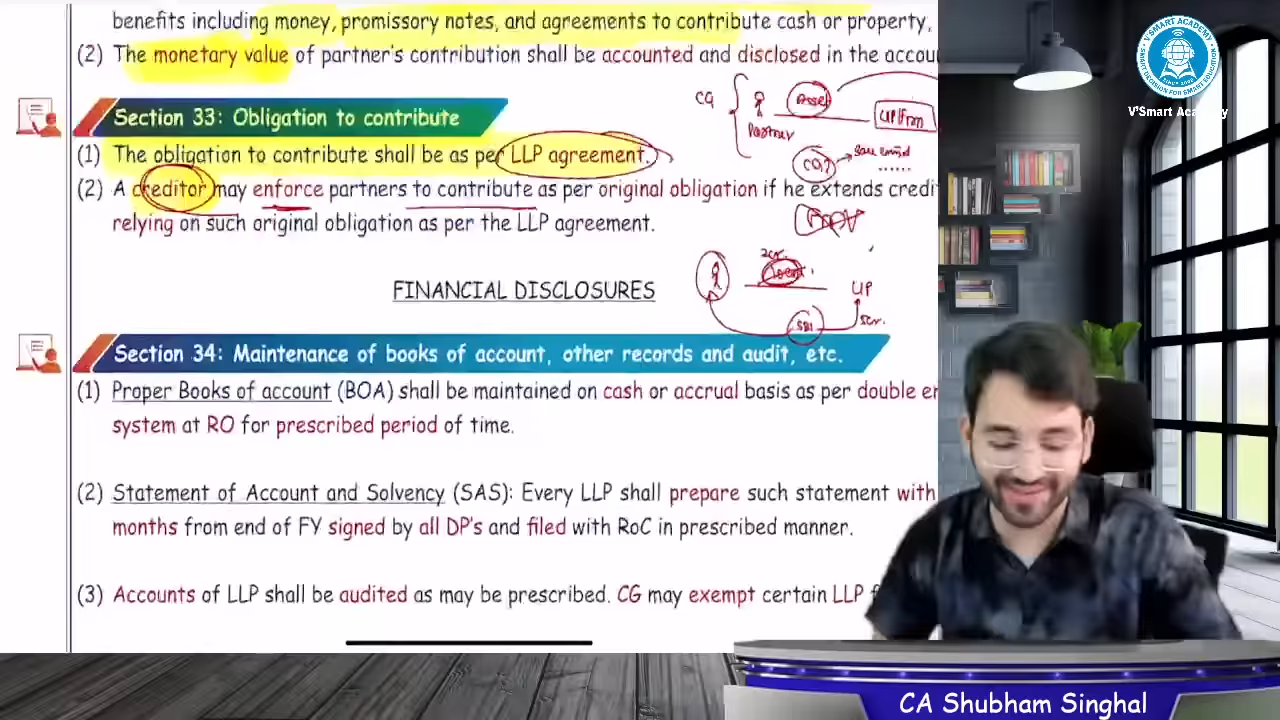 benefits including money, promissory notes, and agreements to contribute cash or property,
(2) The monetary value of partner's contribution shall be accounted and disclosed in the accou
V'SMART ACADEMY
V'Smart Academy
CG
Asset
Partner
Section 33: Obligation to contribute
(1) The obligation to contribute shall be as per LLP agreement.
(2) A creditor may enforce partners to contribute as per original obligation if he extends credit
relying on such original obligation as per the LLP agreement.
FINANCIAL DISCLOSURES
SBI
Section 34: Maintenance of books of account, other records and audit, etc.
(1) Proper Books of account (BOA) shall be maintained on cash or accrual basis as per double en
system at RO for prescribed period of time.
(2) Statement of Account and Solvency (SAS): Every LLP shall prepare such statement with
months from end of FY signed by all DP's and filed with RoC in prescribed manner.
(3) Accounts of LLP shall be audited as may be prescribed. CG may exempt certain LLP f
CA Shubham Singhal